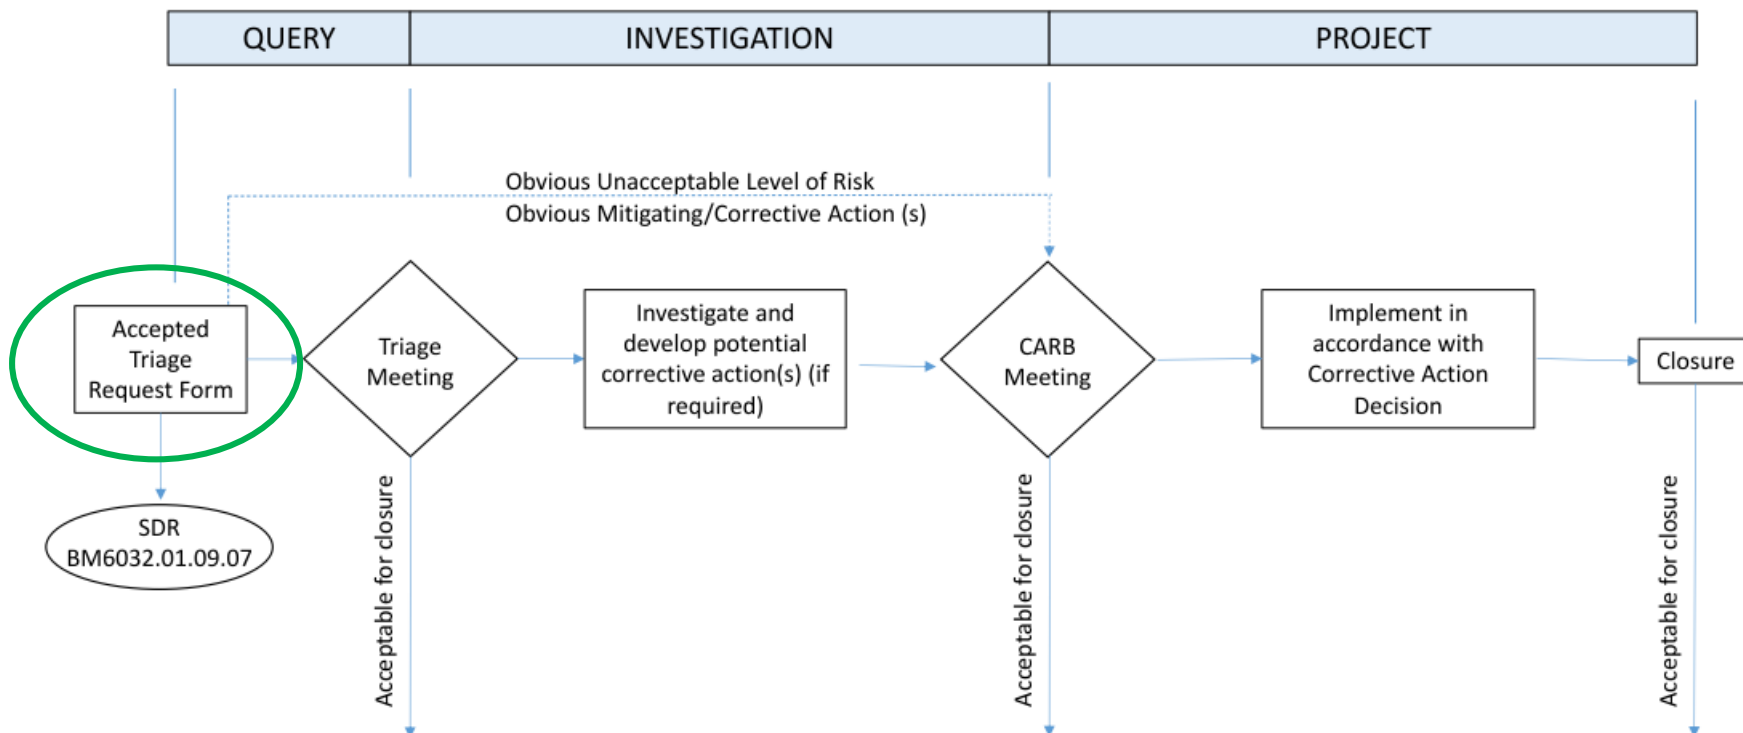 QUERY
INVESTIGATION
PROJECT
Obvious Unacceptable Level of Risk
Obvious Mitigating/Corrective Action (s)
Accepted
Triage
Request Form
Triage
Meeting
Investigate and
develop potential
corrective action(s) (if
required)
CARB
Meeting
Implement in
accordance with
Corrective Action
Decision
Closure
SDR
BM6032.01.09.07
Acceptable for closure
Acceptable for closure
Acceptable for closure